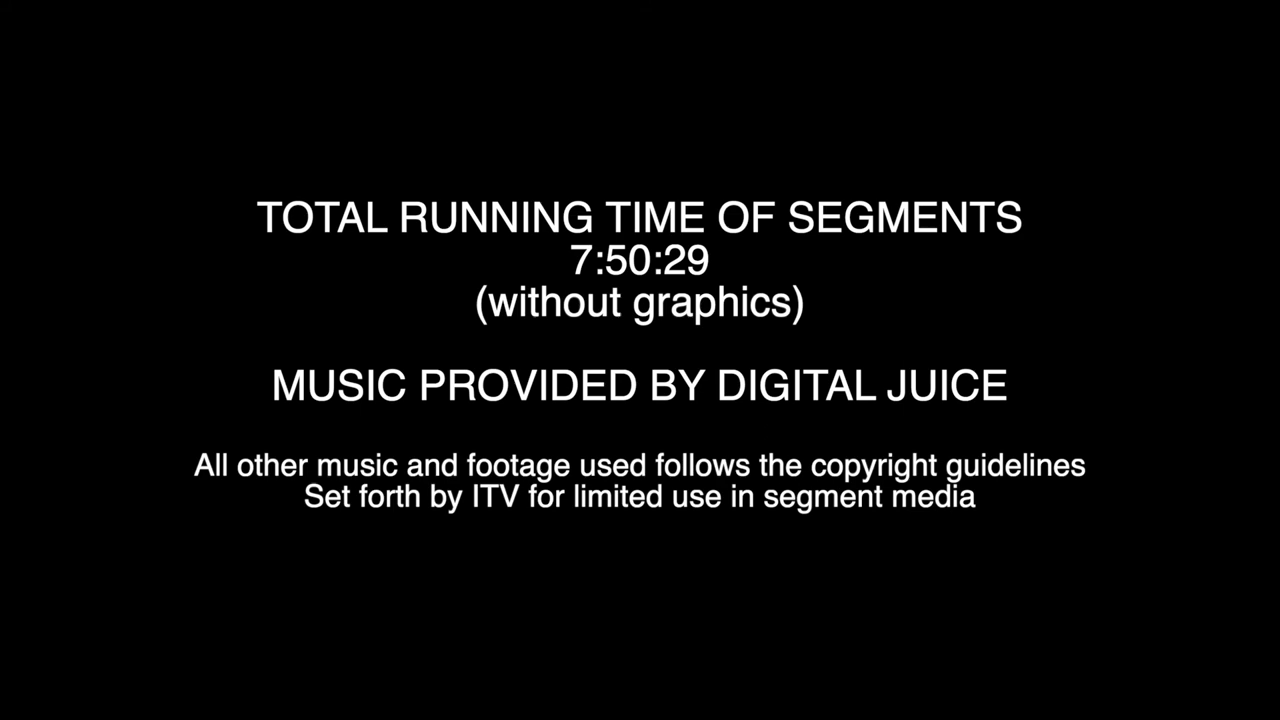 TOTAL RUNNING TIME OF SEGMENTS
7:50:29
(without graphics)
MUSIC PROVIDED BY DIGITAL JUICE
All other music and footage used follows the copyright guidelines
Set forth by ITV for limited use in segment media